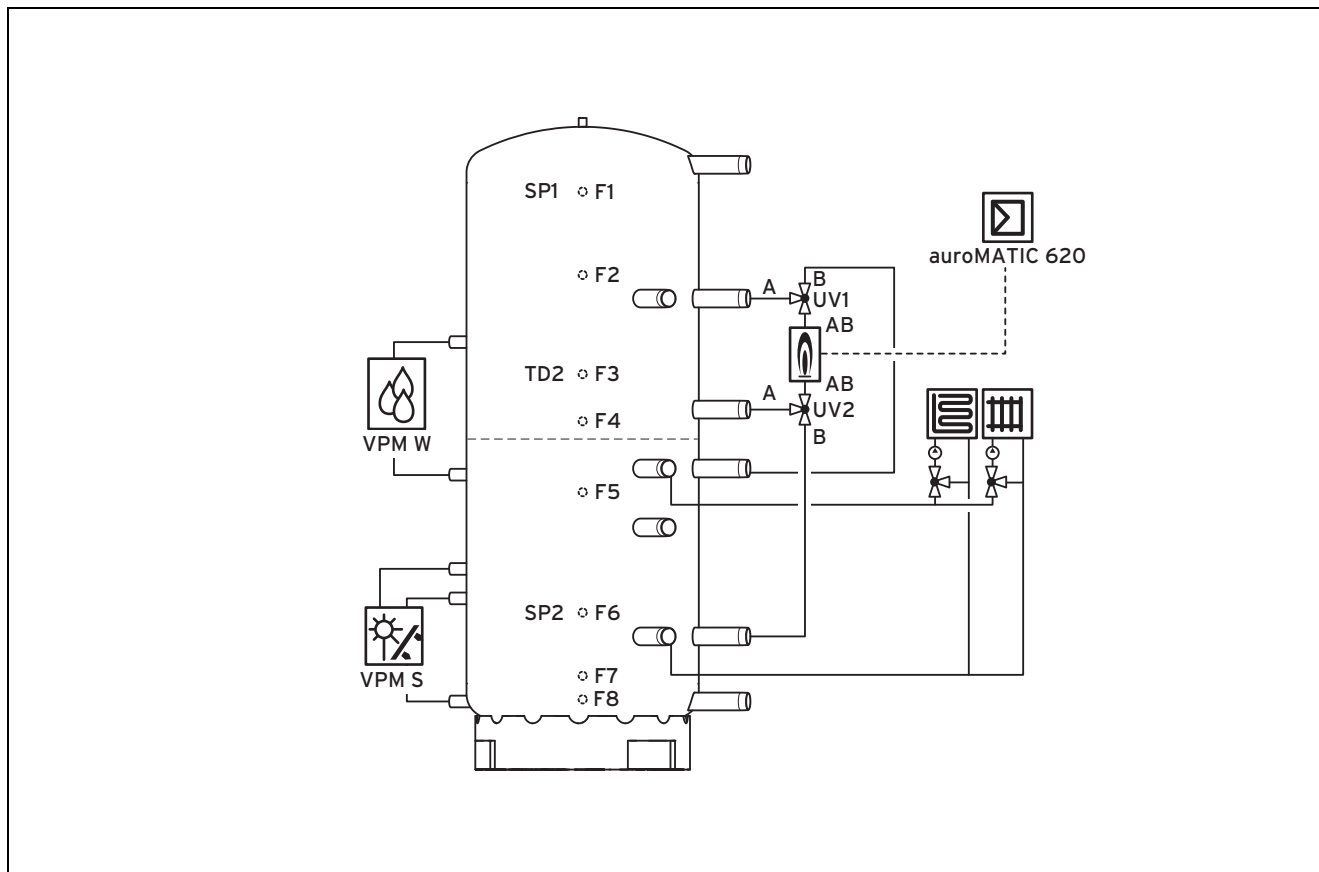 SP1 F1
auroMATIC 620
F2
A
B
UV1
AB
TD2 F3
AB
A
UV2
F4
B
VPM W
F5
SP2 F6
VPM S
F7
F8